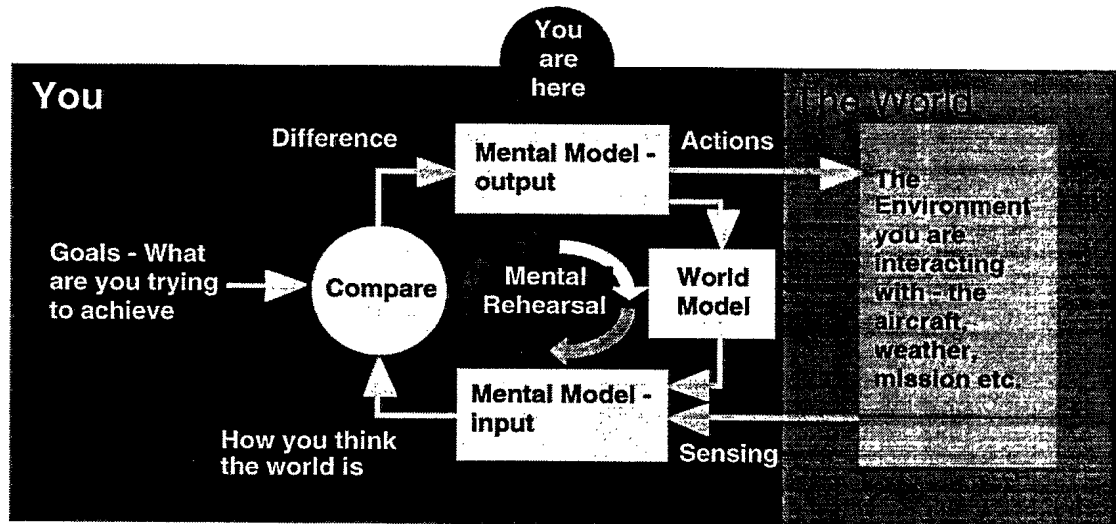 You
are
here
You
The World
Difference
Mental Model -
output
Actions
Goals - What
are you trying
to achieve
Compare
Mental
Rehearsal
World
Model
The
Environment
you are
interacting
with - the
aircraft,
weather,
mission etc.
Mental Model -
input
How you think
the world is
Sensing